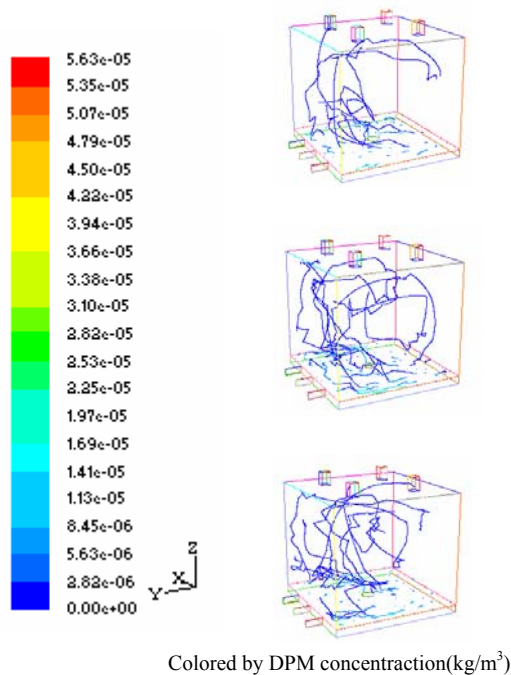 5.63e-05
5.35e-05
5.07e-05
4.79e-05
4.50e-05
4.22e-05
3.94e-05
3.66e-05
3.38e-05
3.10e-05
2.82e-05
2.53e-05
2.25e-05
1.97e-05
1.69e-05
1.41e-05
1.13e-05
8.45e-06
5.63e-06
2.82e-06
0.00e+00
Z
X
Y
Colored by DPM concentraction(kg/m³)